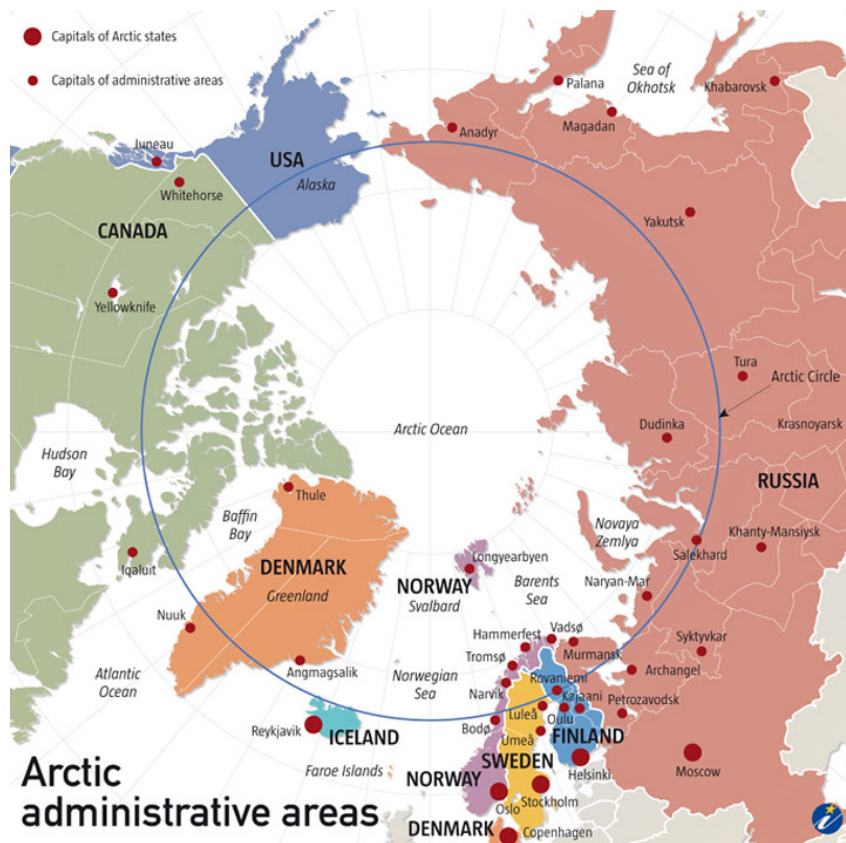 Capitals of Arctic states
Capitals of administrative areas
Sea of
Okhotsk
Palana
Khabarovsk
Magadan
Anadyr
Juneau
USA
Alaska
Whitehorse
Yakutsk
CANADA
Yellowknife
Tura
Arctic Circle
Dudinka
Krasnoyarsk
Arctic Ocean
Hudson
Bay
RUSSIA
Thule
Baffin
Bay
Novaya
Zemlya
Khanty-Mansiysk
Salekhard
Longyearbyen
Iqaluit
DENMARK
Greenland
NORWAY
Svalbard
Barents
Sea
Naryan-Mar
Nuuk
Hammerfest
Vadsø
Syktyvkar
Tromsø
Murmansk
Archangel
Atlantic
Ocean
Angmagsalik
Norwegian
Sea
Narvik
Rovaniemi
Kajaani
Petrozavodsk
Luleå
Oulu
Bodø
Reykjavik
ICELAND
Umeå
FINLAND
SWEDEN
Helsinki
Moscow
Faroe Islands
NORWAY
Oslo
Stockholm
DENMARK
Copenhagen
Arctic
administrative areas
i